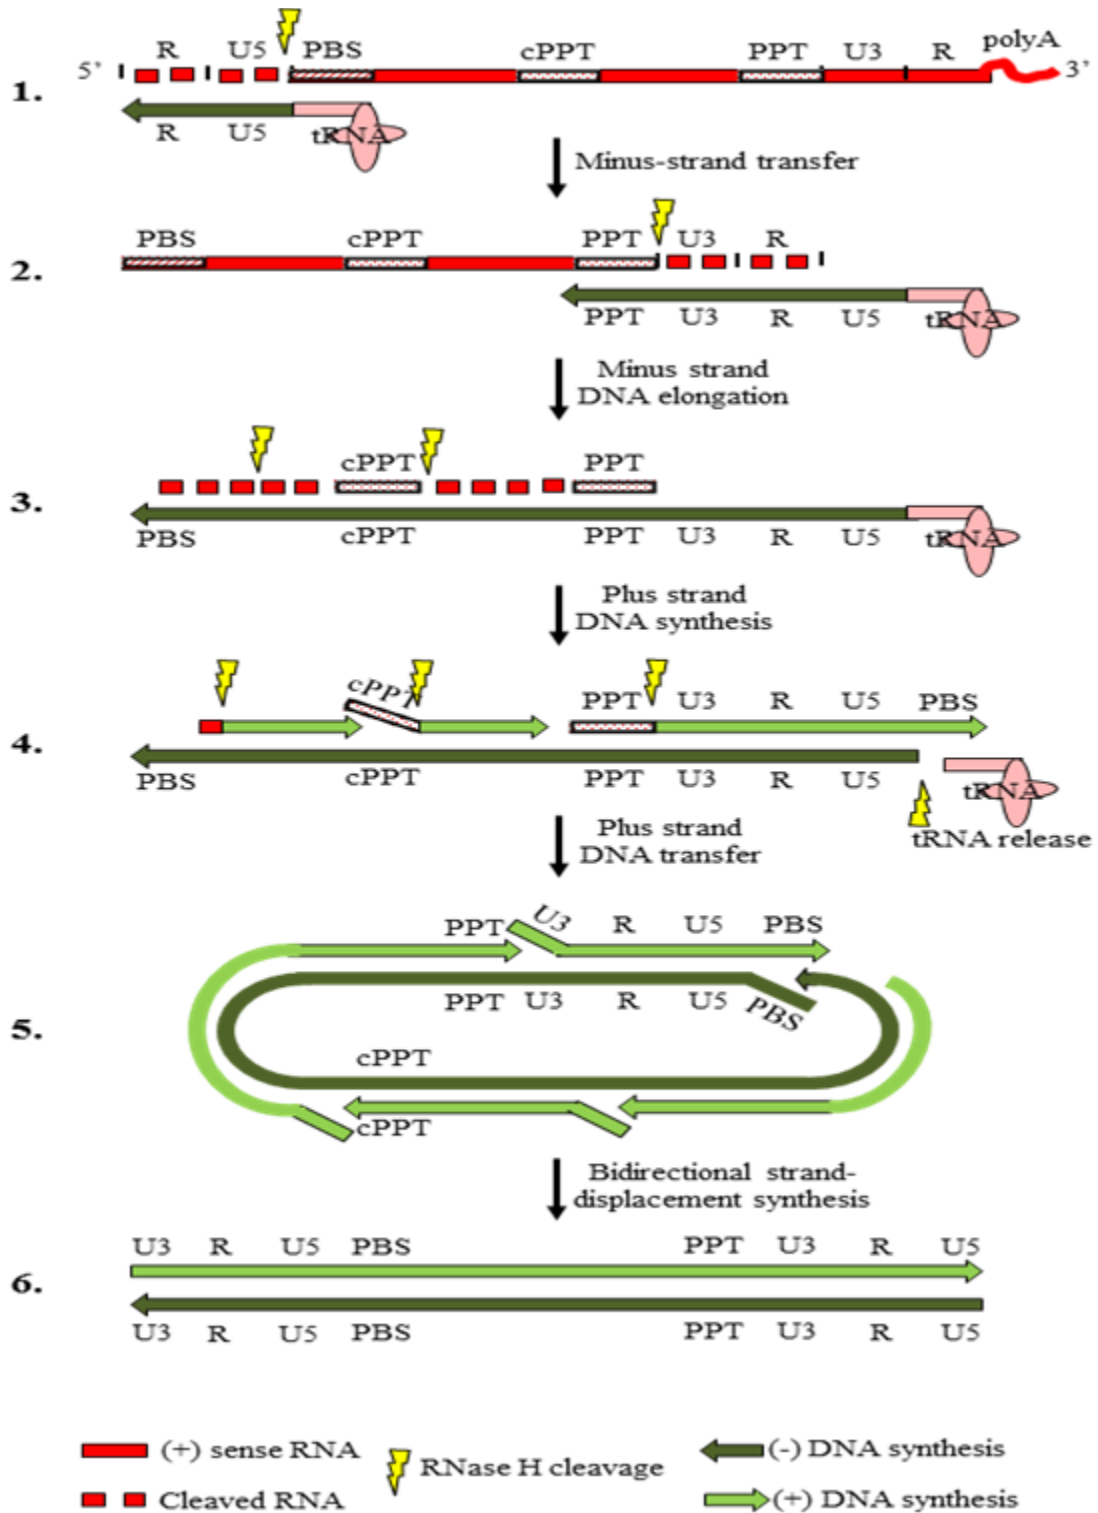 R U5 PBS cPPT PPT U3 R polyA
5’ 3’
1.
R U5 tRNA
Minus-strand transfer
PBS cPPT PPT U3 R
2.
PPT U3 R U5 tRNA
Minus strand
DNA elongation
cPPT PPT
3.
PBS cPPT PPT U3 R U5 tRNA
Plus strand
DNA synthesis
cPPT PPT U3 R U5 PBS
4.
PBS cPPT PPT U3 R U5 tRNA
tRNA release
Plus strand
DNA transfer
PPT U3 R U5 PBS
PPT U3 R U5 PBS
5.
cPPT
cPPT
Bidirectional strand-
displacement synthesis
U3 R U5 PBS PPT U3 R U5
6.
U3 R U5 PBS PPT U3 R U5
(+) sense RNA
RNase H cleavage
(-) DNA synthesis
Cleaved RNA
(+) DNA synthesis